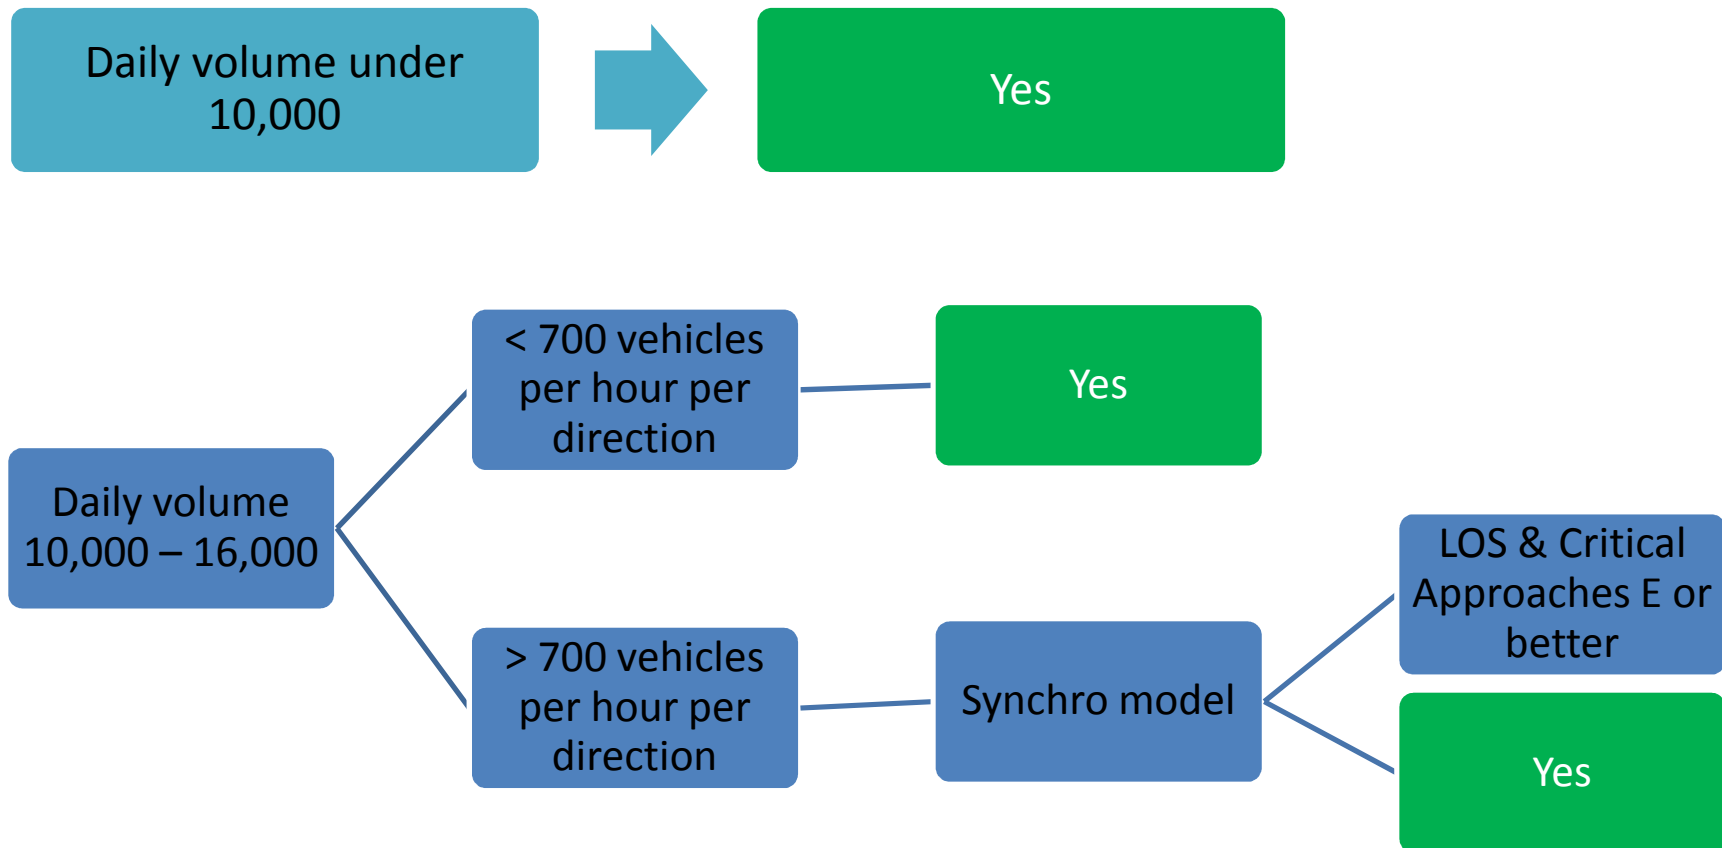 Daily volume under
10,000
Yes
< 700 vehicles
per hour per
direction
Yes
Daily volume
10,000 – 16,000
> 700 vehicles
per hour per
direction
Synchro model
LOS & Critical
Approaches E or
better
Yes